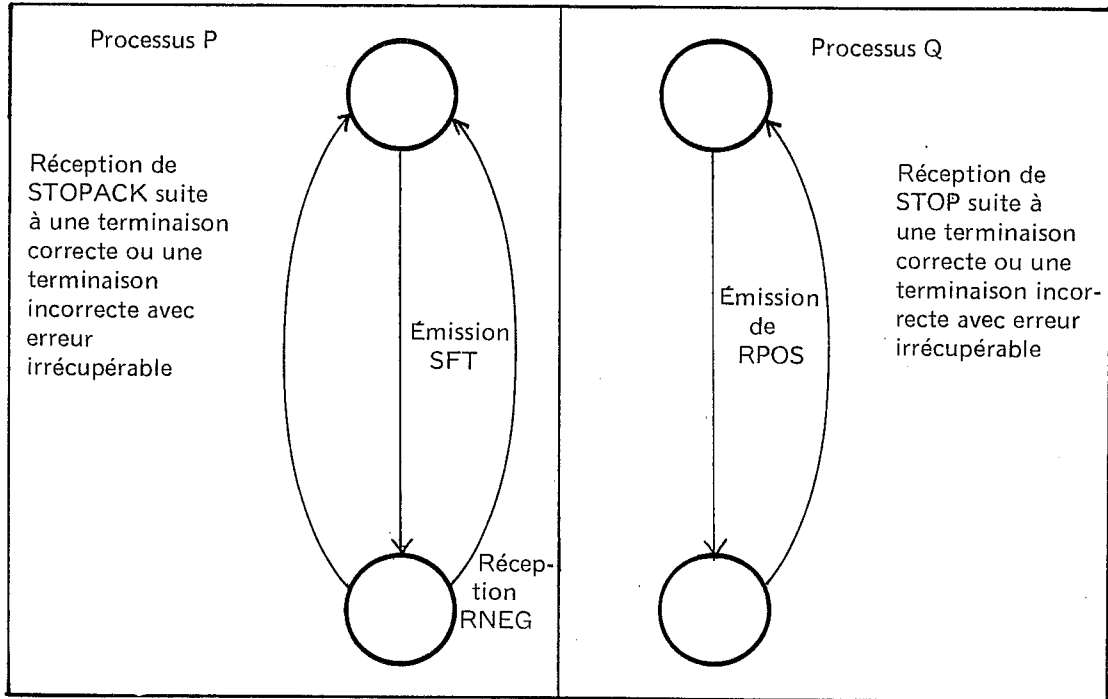 Processus P
Réception de
STOPACK suite
à une terminaison
correcte ou une
terminaison
incorrecte avec
erreur
irrécupérable
Émission
SFT
Récep-
tion
RNEG
Processus Q
Émission
de
RPOS
Réception de
STOP suite à
une terminaison
correcte ou une
terminaison incor-
recte avec erreur
irrécupérable